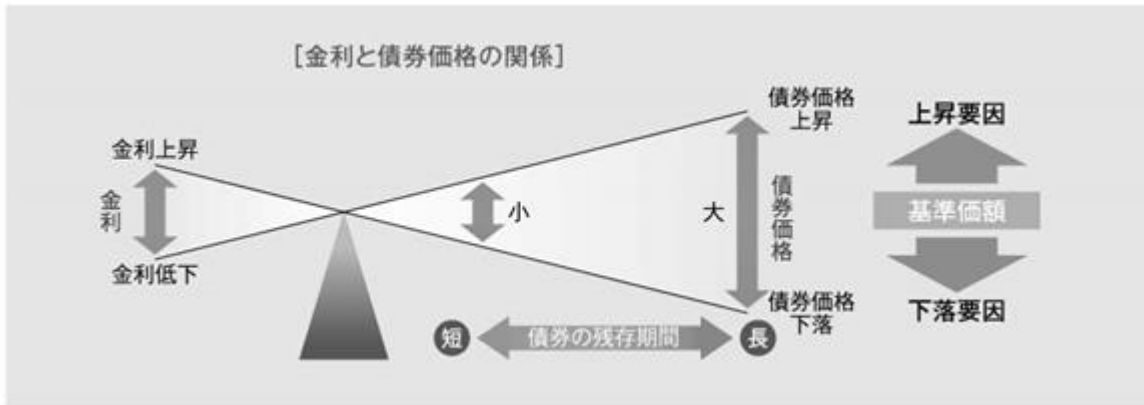 [金利と債券価格の関係]
金利上昇
金利
金利低下
小
大
債券価格
上昇
債券価格
債券価格
下落
短
債券の残存期間
長
上昇要因
基準価額
下落要因